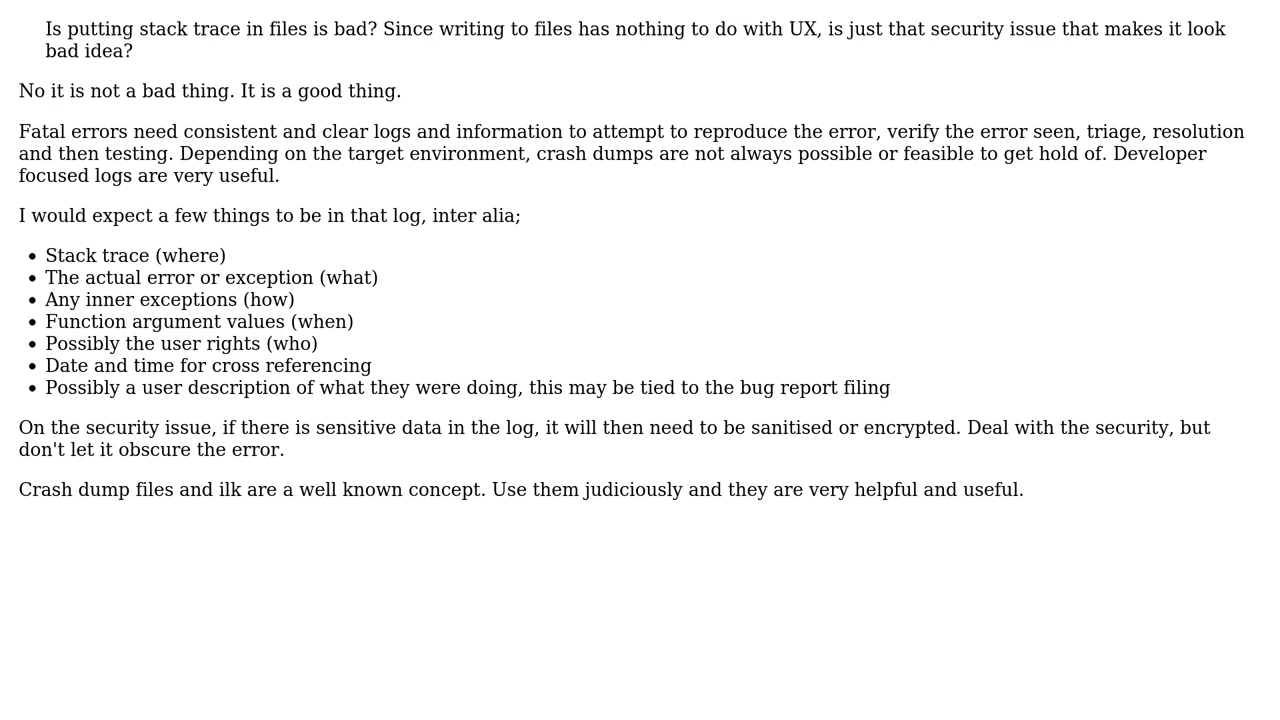 Is putting stack trace in files is bad? Since writing to files has nothing to do with UX, is just that security issue that makes it look
bad idea?
No it is not a bad thing. It is a good thing.
Fatal errors need consistent and clear logs and information to attempt to reproduce the error, verify the error seen, triage, resolution
and then testing. Depending on the target environment, crash dumps are not always possible or feasible to get hold of. Developer
focused logs are very useful.
I would expect a few things to be in that log, inter alia;
• Stack trace (where)
• The actual error or exception (what)
• Any inner exceptions (how)
• Function argument values (when)
• Possibly the user rights (who)
• Date and time for cross referencing
• Possibly a user description of what they were doing, this may be tied to the bug report filing
On the security issue, if there is sensitive data in the log, it will then need to be sanitised or encrypted. Deal with the security, but
don't let it obscure the error.
Crash dump files and ilk are a well known concept. Use them judiciously and they are very helpful and useful.